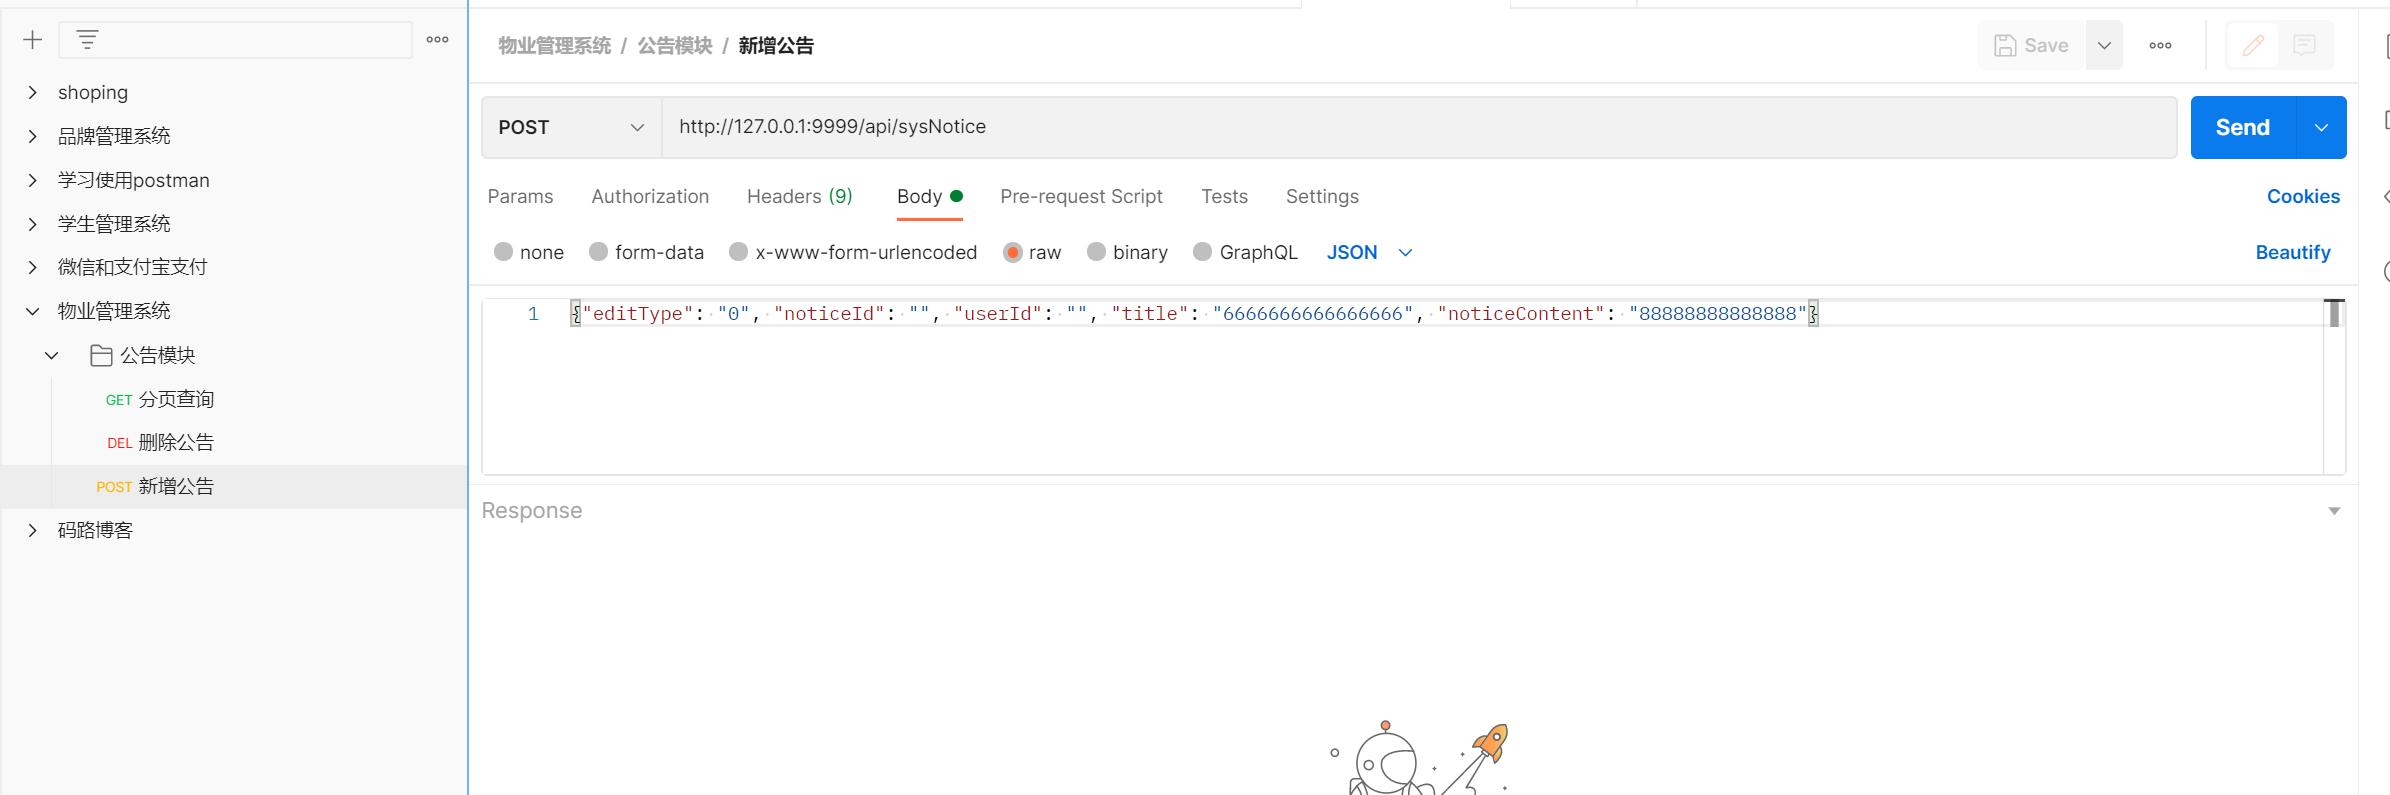 shoping
品牌管理系统
学习使用postman
学生管理系统
微信和支付宝支付
物业管理系统
公告模块
GET 分页查询
DEL 删除公告
POST 新增公告
码路博客
物业管理系统 / 公告模块 / 新增公告
Save
POST
http://127.0.0.1:9999/api/sysNotice
Send
Params Authorization Headers (9) Body Pre-request Script Tests Settings Cookies
none form-data x-www-form-urlencoded raw binary GraphQL JSON Beautify
1 {"editType": "0", "noticeId": "", "userId": "", "title": "6666666666666666", "noticeContent": "88888888888888"}
Response